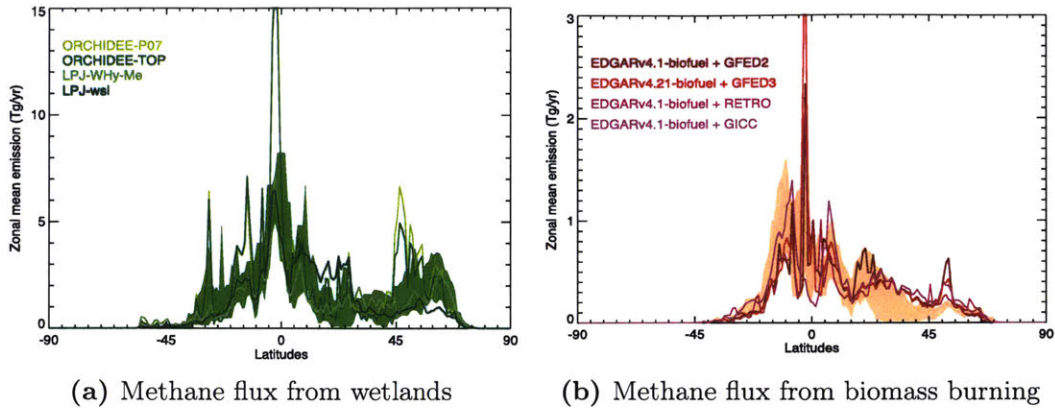 15
10
5
0
-90
-45
0
45
90
Zonal mean emission (Tg/yr)
Latitudes
ORCHIDEE-P07
ORCHIDEE-TOP
LPJ-WHy-Me
LPJ-wsl
(a) Methane flux from wetlands
3
2
1
0
-90
-45
0
45
90
Zonal mean emission (Tg/yr)
Latitudes
EDGARv4.1-biofuel + GFED2
EDGARv4.21-biofuel + GFED3
EDGARv4.1-biofuel + RETRO
EDGARv4.1-biofuel + GICC
(b) Methane flux from biomass burning